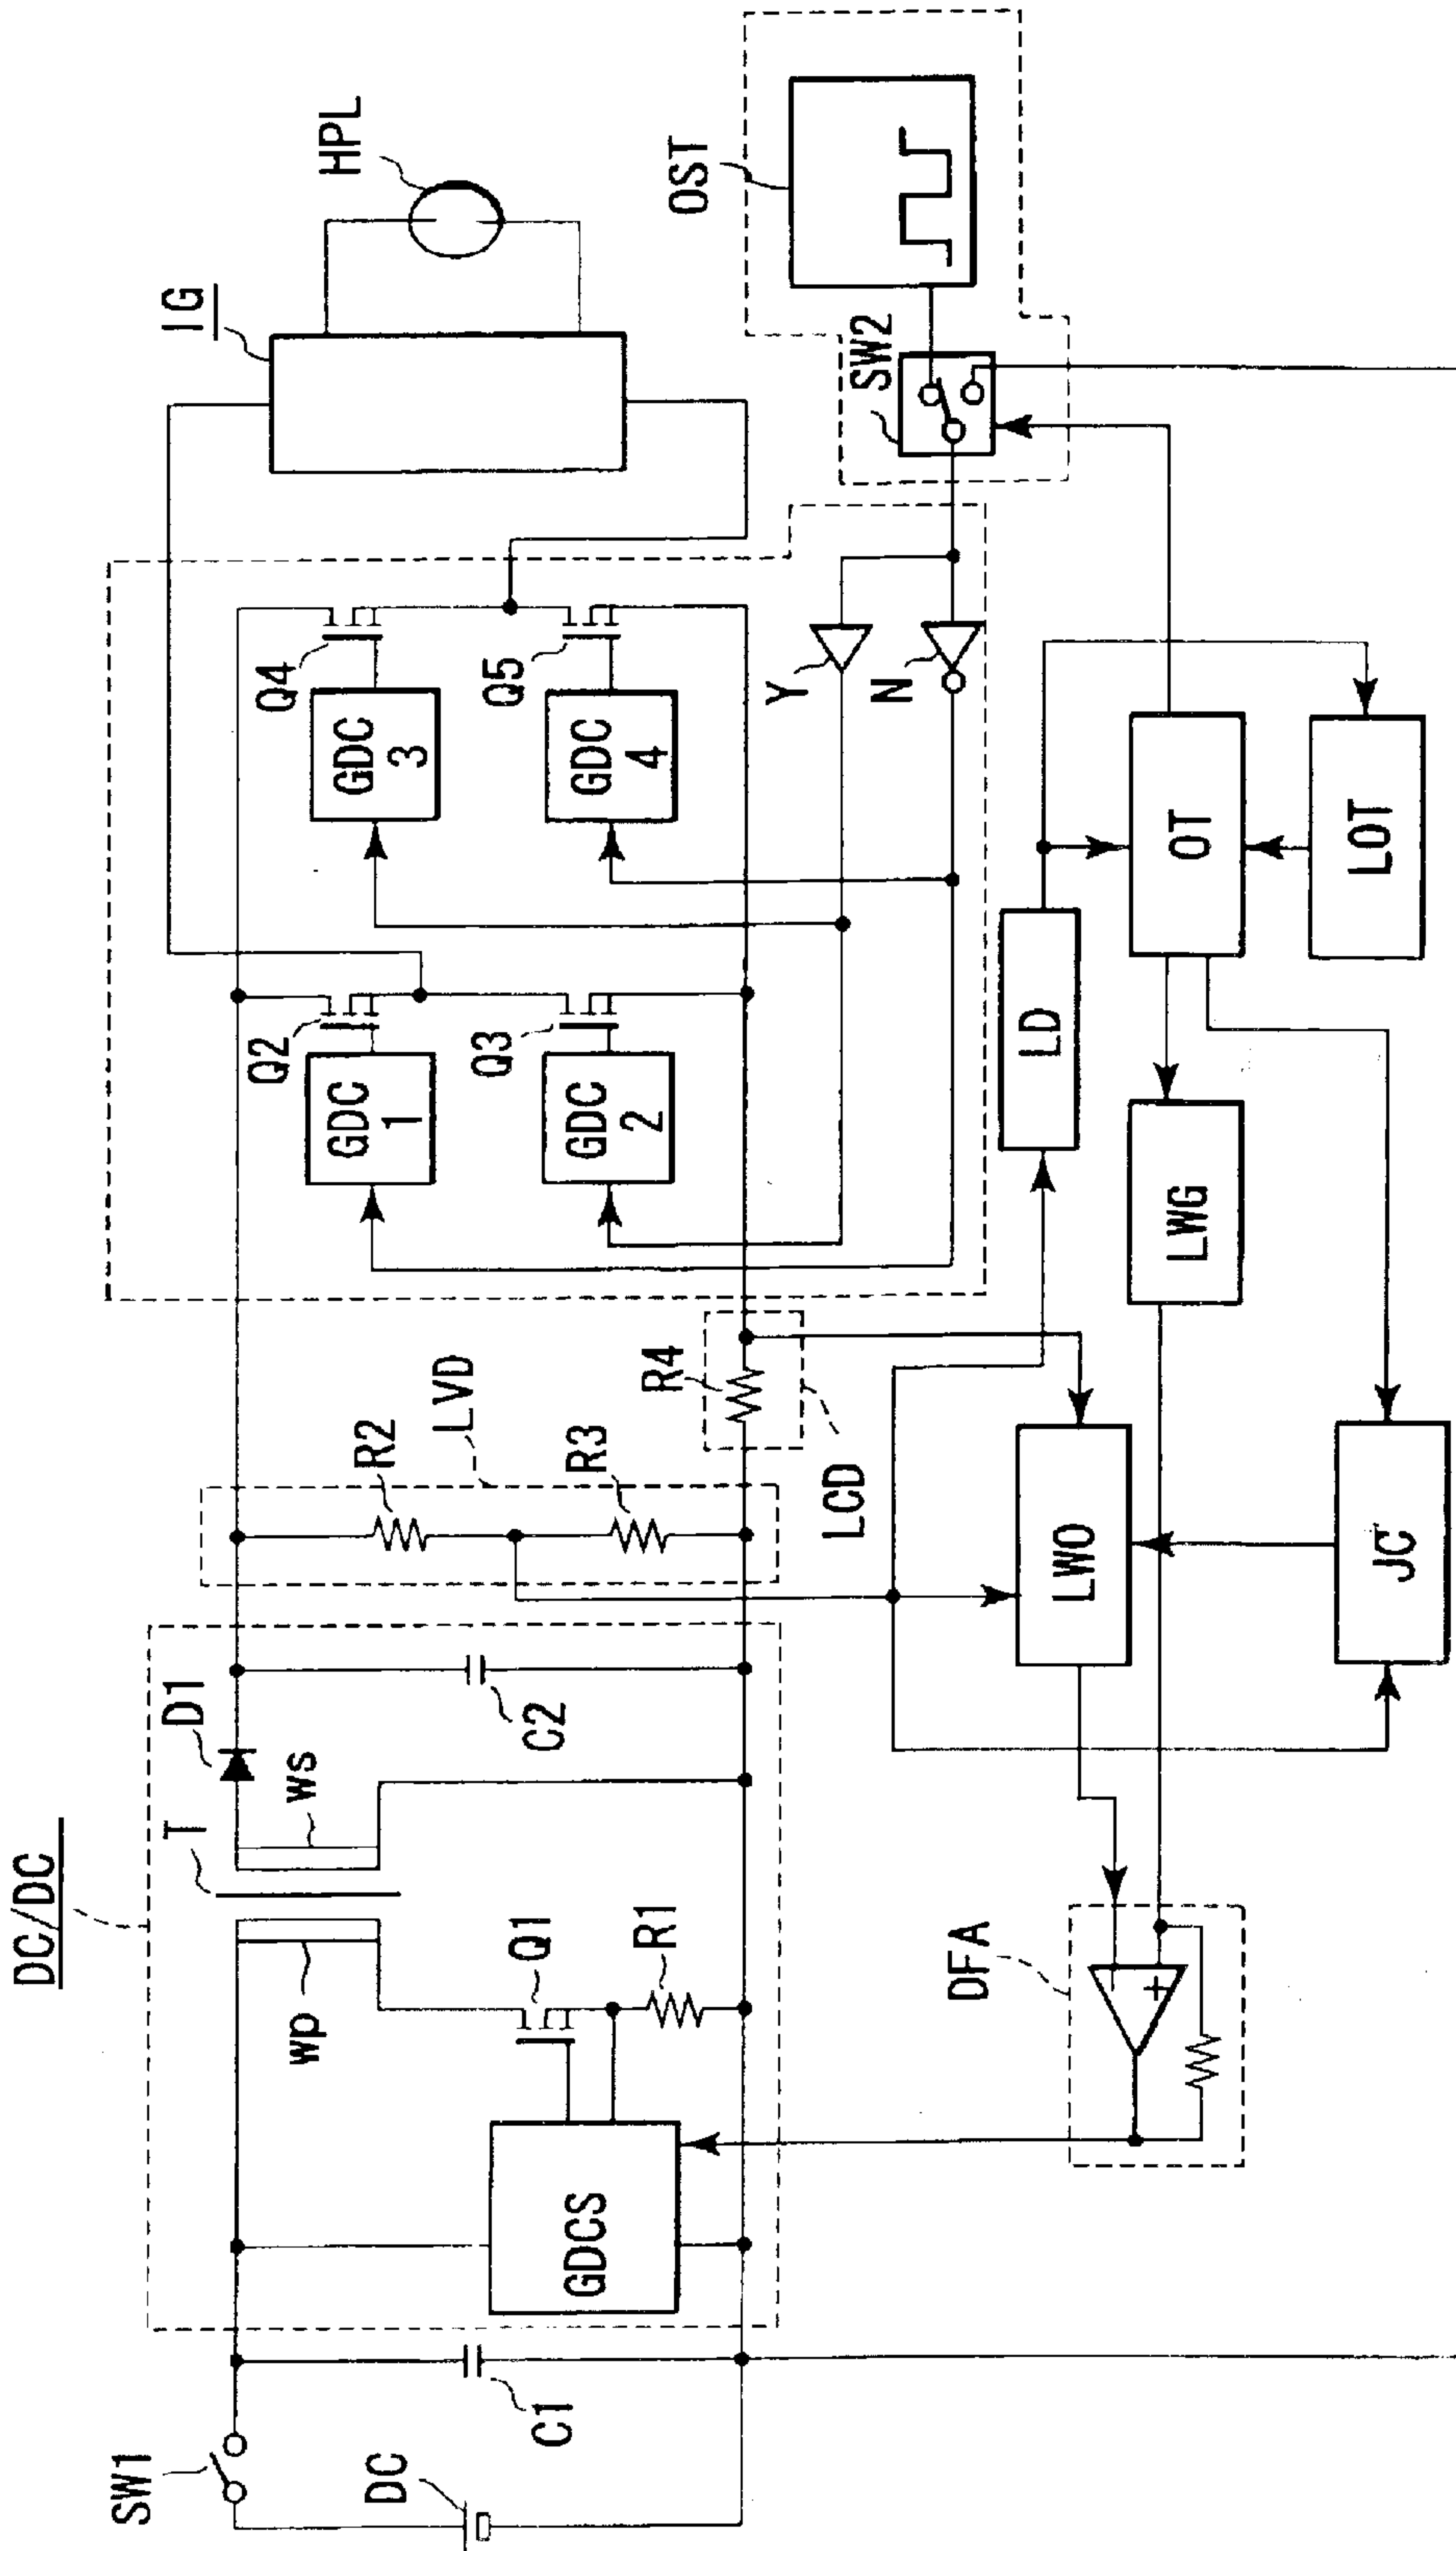 DC/DC
SW1
DC
C1
GDCS
wp
T
ws
D1
Q1
R1
C2
R2
LVD
R3
R4
LCD
GDC
1
Q2
GDC
2
Q3
GDC
3
Q4
GDC
4
Q5
Y
N
IG
HPL
OST
SW2
DFA
−
+
LWO
LWG
JC
LD
OT
LOT